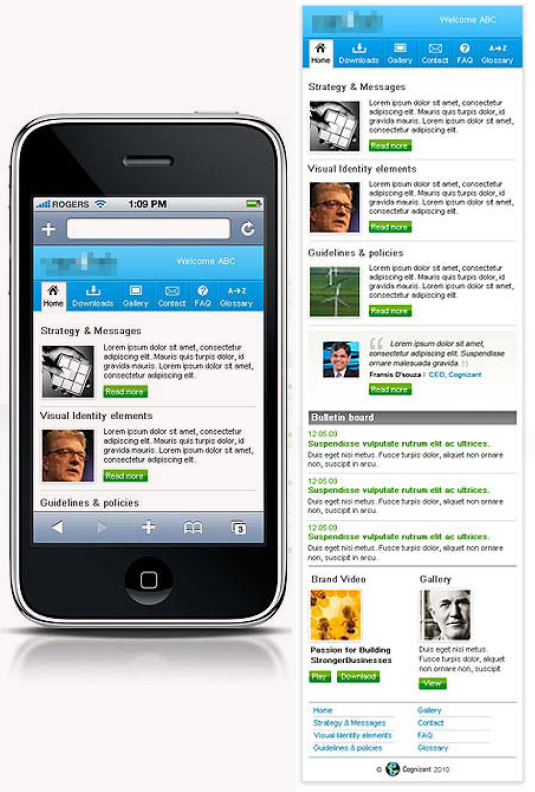 ROGERS 1:09 PM
Welcome ABC
Home Downloads Gallery Contact FAQ A→Z Glossary
Strategy & Messages
Lorem ipsum dolor sit amet, consectetur
adipiscing elit. Mauris quis turpis dolor, id
gravida mauris. Lorem ipsum dolor sit amet,
consectetur adipiscing elit.
Read more
Visual Identity elements
Lorem ipsum dolor sit amet, consectetur
adipiscing elit. Mauris quis turpis dolor, id
gravida mauris. Lorem ipsum dolor sit amet,
consectetur adipiscing elit.
Read more
Guidelines & policies
3
Welcome ABC
Home Downloads Gallery Contact FAQ A→Z Glossary
Strategy & Messages
Lorem ipsum dolor sit amet, consectetur
adipiscing elit. Mauris quis turpis dolor, id
gravida mauris. Lorem ipsum dolor sit amet,
consectetur adipiscing elit.
Read more
Visual Identity elements
Lorem ipsum dolor sit amet, consectetur
adipiscing elit. Mauris quis turpis dolor, id
gravida mauris. Lorem ipsum dolor sit amet,
consectetur adipiscing elit.
Read more
Guidelines & policies
Lorem ipsum dolor sit amet, consectetur
adipiscing elit. Mauris quis turpis dolor, id
gravida mauris. Lorem ipsum dolor sit amet,
consectetur adipiscing elit.
Read more
“ Lorem ipsum dolor sit amet,
consectetur adipiscing elit. Suspendisse
ornare malesuada gravida.
Fransis D'souza | CEO, Cognizant
Read more
Bulletin board
12 05 09
Suspendisse vulputate rutrum elit ac ultrices.
Duis eget nisi metus. Fusce turpis dolor, aliquet non ornare
non, suscipit in arcu.
12 05 09
Suspendisse vulputate rutrum elit ac ultrices.
Duis eget nisi metus. Fusce turpis dolor, aliquet non ornare
non, suscipit in arcu.
12 05 09
Suspendisse vulputate rutrum elit ac ultrices.
Duis eget nisi metus. Fusce turpis dolor, aliquet non ornare
non, suscipit in arcu.
Brand Video
Passion for Building
StrongerBusinesses
Play Downlaod
Gallery
Duis eget nisi metus.
Fusce turpis dolor, aliquet
non ornare non, suscipit
View
Home Gallery
Strategy & Messages Contact
Visual Identity elements FAQ
Guidelines & policies Glossary
© Cognizant 2010